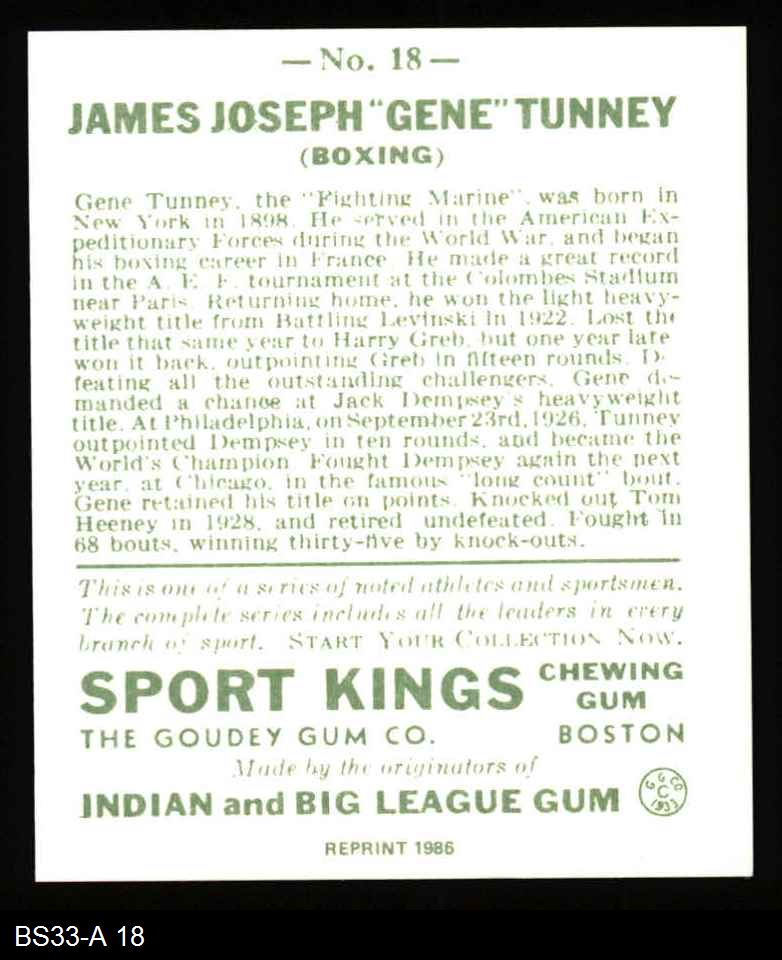 — No. 18 —
JAMES JOSEPH "GENE" TUNNEY
(BOXING)
Gene Tunney, the "Fighting Marine", was born in
New York in 1898. He served in the American Ex-
peditionary Forces during the World War, and began
his boxing career in France. He made a great record
in the A. E. F. tournament at the Colombes Stadium
near Paris. Returning home, he won the light heavy-
weight title from Battling Levinski in 1922. Lost the
title that same year to Harry Greb, but one year late
won it back, outpointing Greb in fifteen rounds. D
feating all the outstanding challengers, Gene de-
manded a chance at Jack Dempsey's heavyweight
title. At Philadelphia, on September 23rd, 1926, Tunney
outpointed Dempsey in ten rounds, and became the
World's Champion. Fought Dempsey again the next
year, at Chicago, in the famous "long count" bout.
Gene retained his title on points. Knocked out Tom
Heeney in 1928, and retired undefeated. Fought in
68 bouts, winning thirty-five by knock-outs.
This is one of a series of noted athletes and sportsmen.
The complete series includes all the leaders in every
branch of sport. START YOUR COLLECTION NOW.
SPORT KINGS CHEWING GUM
THE GOUDEY GUM CO. BOSTON
Made by the originators of
INDIAN and BIG LEAGUE GUM
G G CO
C
1933
REPRINT 1986
BS33-A 18